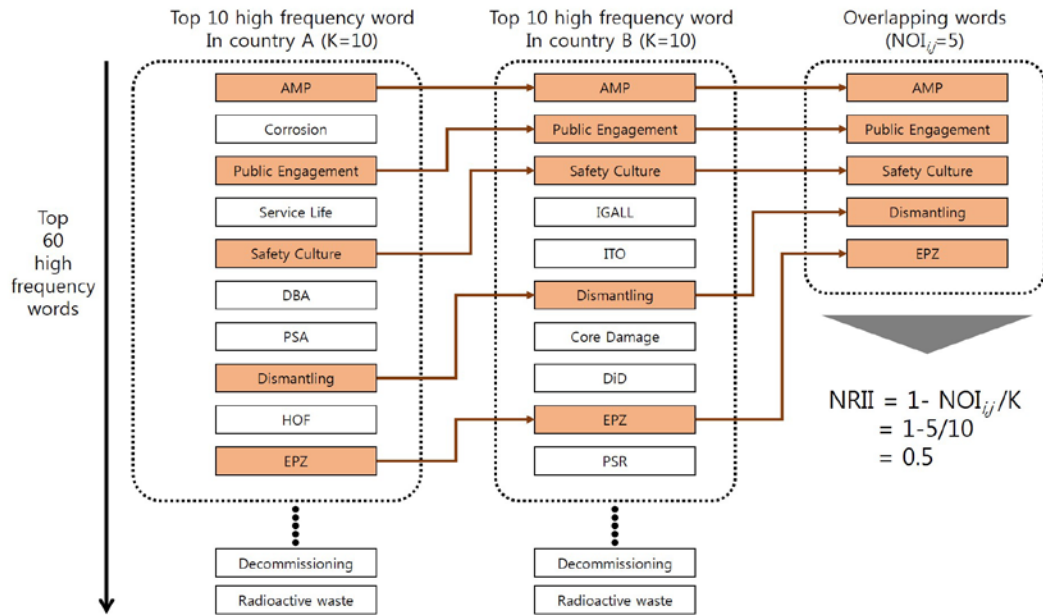 Top 10 high frequency word
In country A (K=10)
Top 10 high frequency word
In country B (K=10)
Overlapping words
(NOIi,j=5)
Top
60
high
frequency
words
AMP
Corrosion
Public Engagement
Service Life
Safety Culture
DBA
PSA
Dismantling
HOF
EPZ
Decommissioning
Radioactive waste
AMP
Public Engagement
Safety Culture
IGALL
ITO
Dismantling
Core Damage
DiD
EPZ
PSR
Decommissioning
Radioactive waste
AMP
Public Engagement
Safety Culture
Dismantling
EPZ
NRII = 1- NOIi,j/K
= 1-5/10
= 0.5